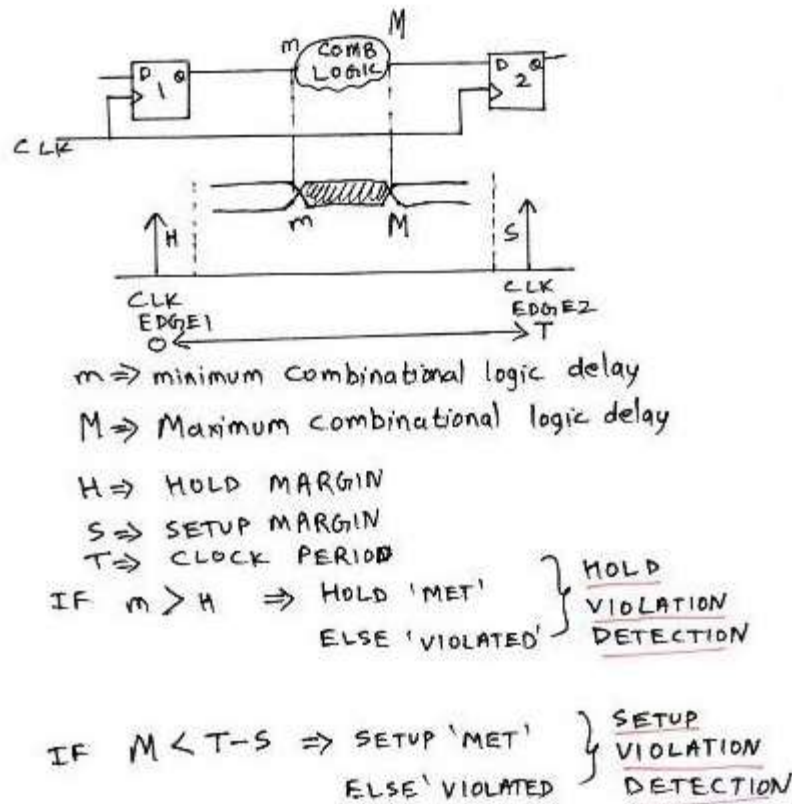 m M
COMB
LOGIC
D Q
1
D Q
2
CLK
m M
H S
CLK
EDGE1
CLK
EDGE2
O T
m ⇒ minimum combinational logic delay
M ⇒ Maximum combinational logic delay
H ⇒ HOLD MARGIN
S ⇒ SETUP MARGIN
T ⇒ CLOCK PERIOD
IF m > H ⇒ HOLD 'MET'
ELSE 'VIOLATED'
HOLD
VIOLATION
DETECTION
IF M < T-S ⇒ SETUP 'MET'
ELSE 'VIOLATED
SETUP
VIOLATION
DETECTION